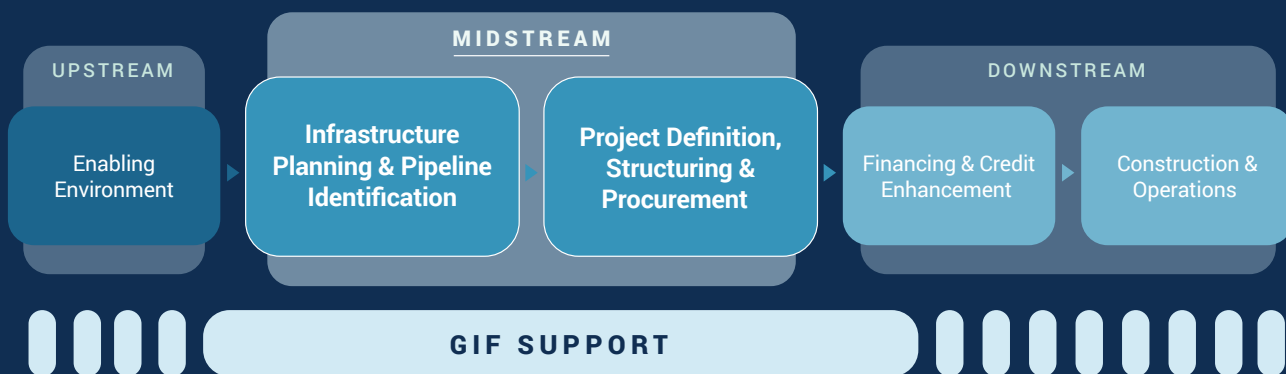 UPSTREAM
Enabling
Environment
MIDSTREAM
Infrastructure
Planning & Pipeline
Identification
Project Definition,
Structuring &
Procurement
DOWNSTREAM
Financing & Credit
Enhancement
Construction &
Operations
GIF SUPPORT